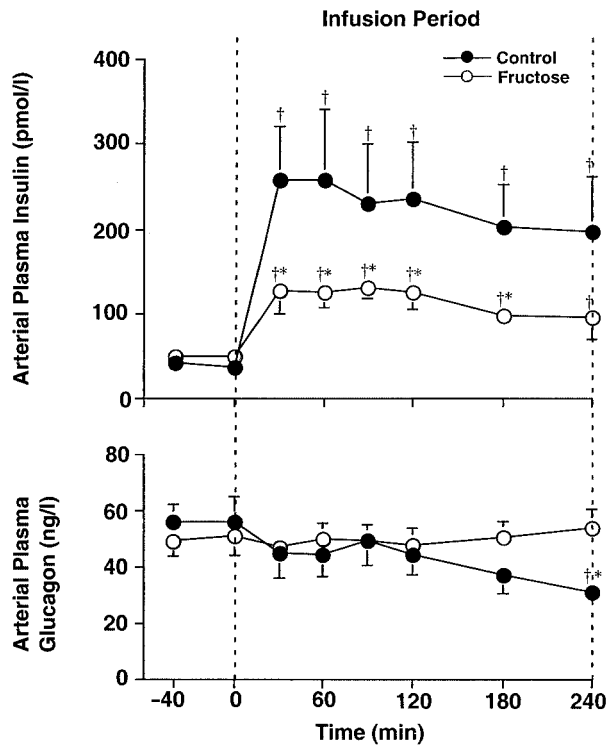 Infusion Period
Control
Fructose
Arterial Plasma Insulin (pmol/l)
400
300
200
100
0
† † † † † †
†* †* †* †* †* †
Arterial Plasma
Glucagon (ng/l)
80
60
40
20
0
†*
-40 0 60 120 180 240
Time (min)